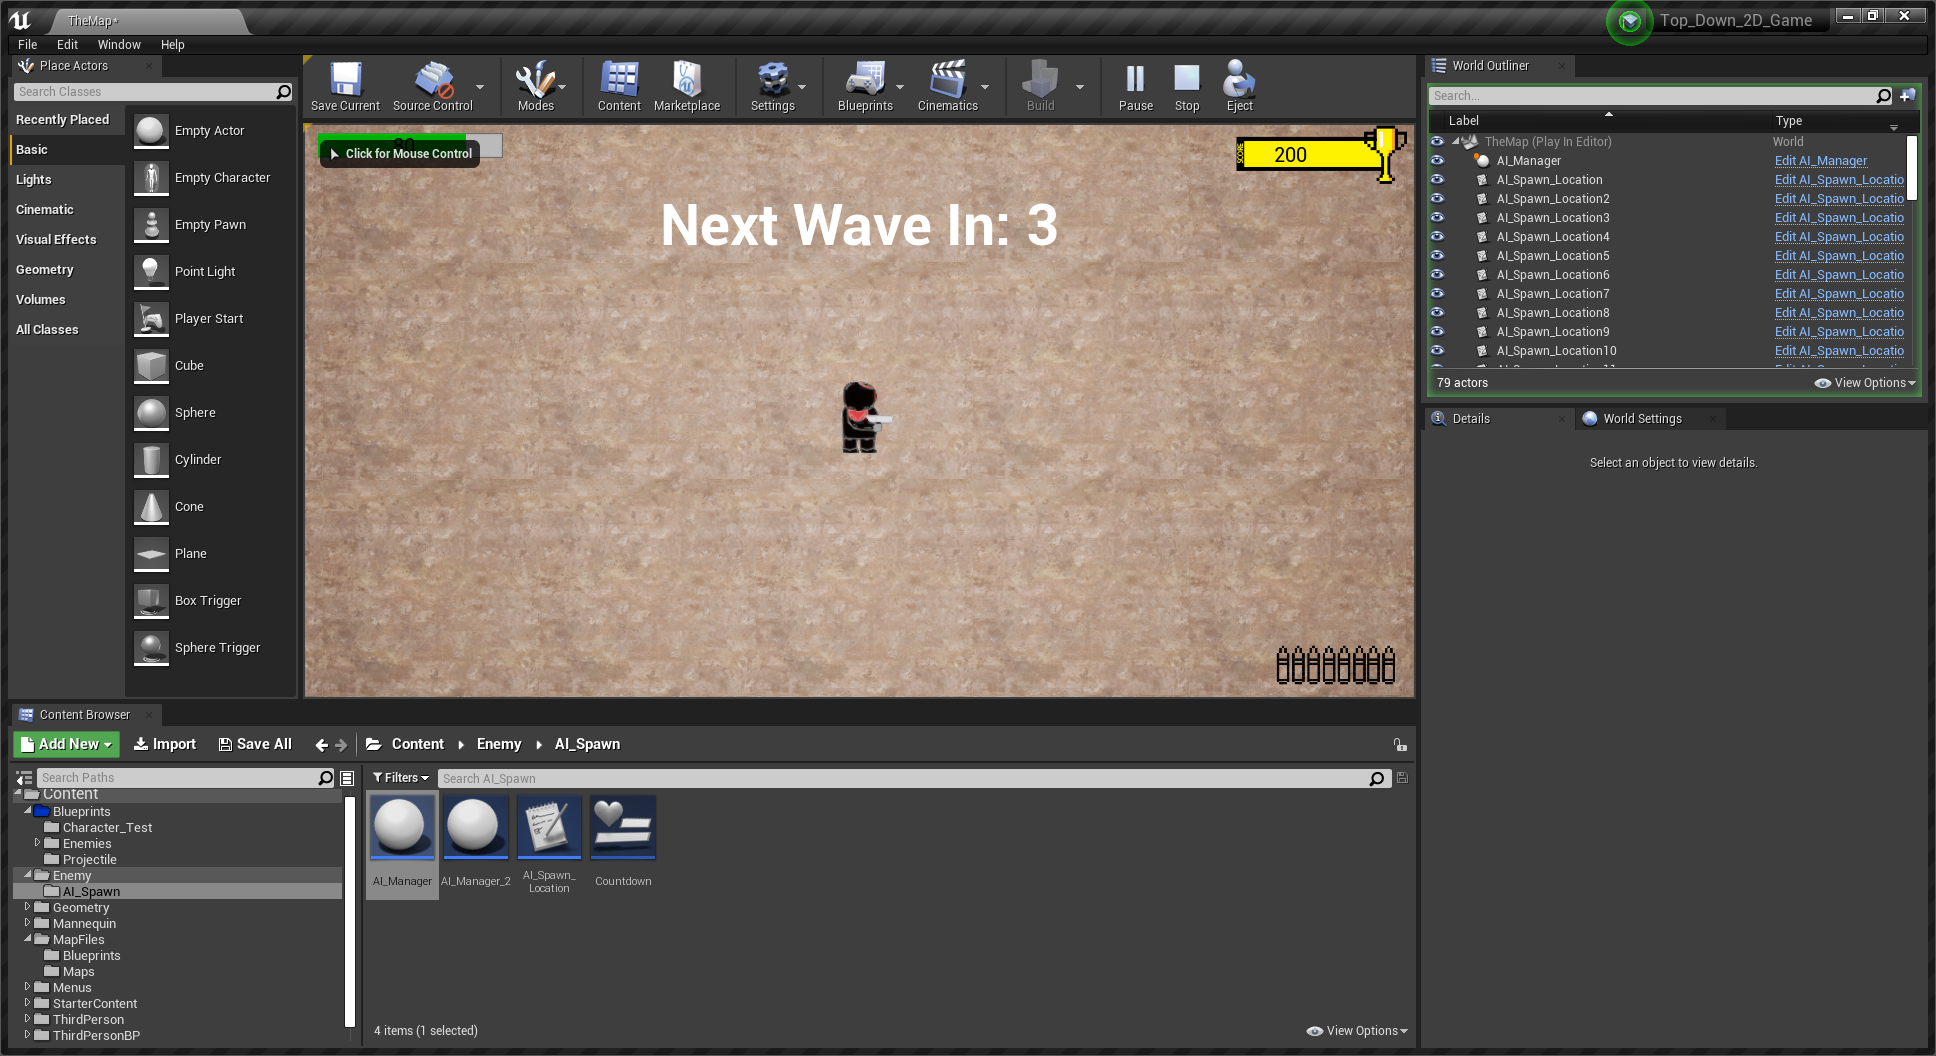 TheMap*
Top_Down_2D_Game
File Edit Window Help
Place Actors
Search Classes
Recently Placed
Basic
Lights
Cinematic
Visual Effects
Geometry
Volumes
All Classes
Empty Actor
Empty Character
Empty Pawn
Point Light
Player Start
Cube
Sphere
Cylinder
Cone
Plane
Box Trigger
Sphere Trigger
Save Current
Source Control
Modes
Content
Marketplace
Settings
Blueprints
Cinematics
Build
Pause
Stop
Eject
80
Click for Mouse Control
SCORE
200
Next Wave In: 3
World Outliner
Search...
Label Type
TheMap (Play In Editor) World
AI_Manager Edit AI_Manager
AI_Spawn_Location Edit AI_Spawn_Locatio
AI_Spawn_Location2 Edit AI_Spawn_Locatio
AI_Spawn_Location3 Edit AI_Spawn_Locatio
AI_Spawn_Location4 Edit AI_Spawn_Locatio
AI_Spawn_Location5 Edit AI_Spawn_Locatio
AI_Spawn_Location6 Edit AI_Spawn_Locatio
AI_Spawn_Location7 Edit AI_Spawn_Locatio
AI_Spawn_Location8 Edit AI_Spawn_Locatio
AI_Spawn_Location9 Edit AI_Spawn_Locatio
AI_Spawn_Location10 Edit AI_Spawn_Locatio
79 actors
View Options
Details
World Settings
Select an object to view details.
Content Browser
Add New Import Save All Content Enemy AI_Spawn
Search Paths
Content
Blueprints
Character_Test
Enemies
Projectile
Enemy
AI_Spawn
Geometry
Mannequin
MapFiles
Blueprints
Maps
Menus
StarterContent
ThirdPerson
ThirdPersonBP
Filters
Search AI_Spawn
AI_Manager
AI_Manager_2
AI_Spawn_
Location
Countdown
4 items (1 selected)
View Options